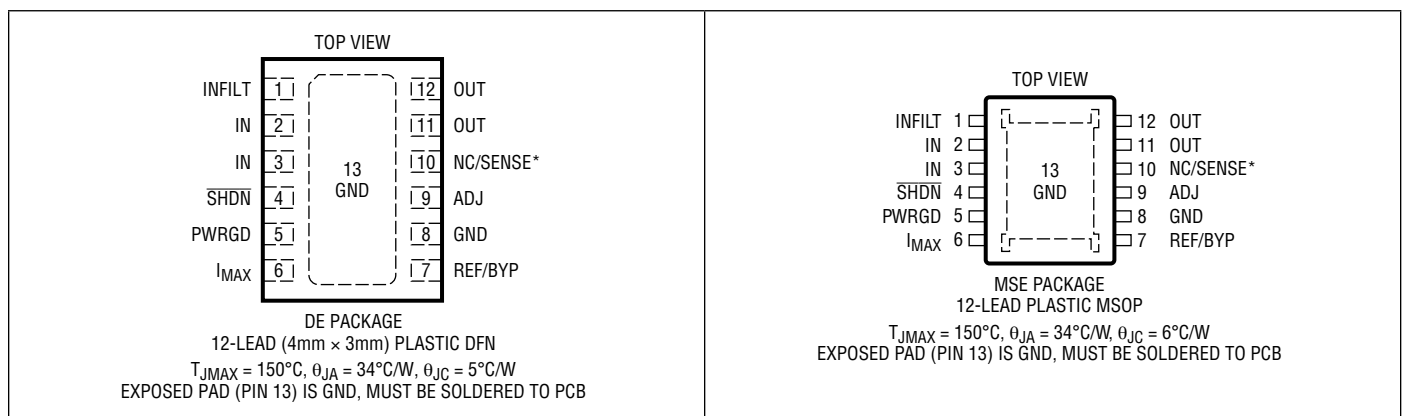 TOP VIEW
INFILT 1 12 OUT
IN 2 11 OUT
IN 3 10 NC/SENSE*
SHDN 4 9 ADJ
PWRGD 5 8 GND
IMAX 6 7 REF/BYP
13
GND
DE PACKAGE
12-LEAD (4mm × 3mm) PLASTIC DFN
TJMAX = 150°C, θJA = 34°C/W, θJC = 5°C/W
EXPOSED PAD (PIN 13) IS GND, MUST BE SOLDERED TO PCB
TOP VIEW
INFILT 1 12 OUT
IN 2 11 OUT
IN 3 10 NC/SENSE*
SHDN 4 9 ADJ
PWRGD 5 8 GND
IMAX 6 7 REF/BYP
13
GND
MSE PACKAGE
12-LEAD PLASTIC MSOP
TJMAX = 150°C, θJA = 34°C/W, θJC = 6°C/W
EXPOSED PAD (PIN 13) IS GND, MUST BE SOLDERED TO PCB